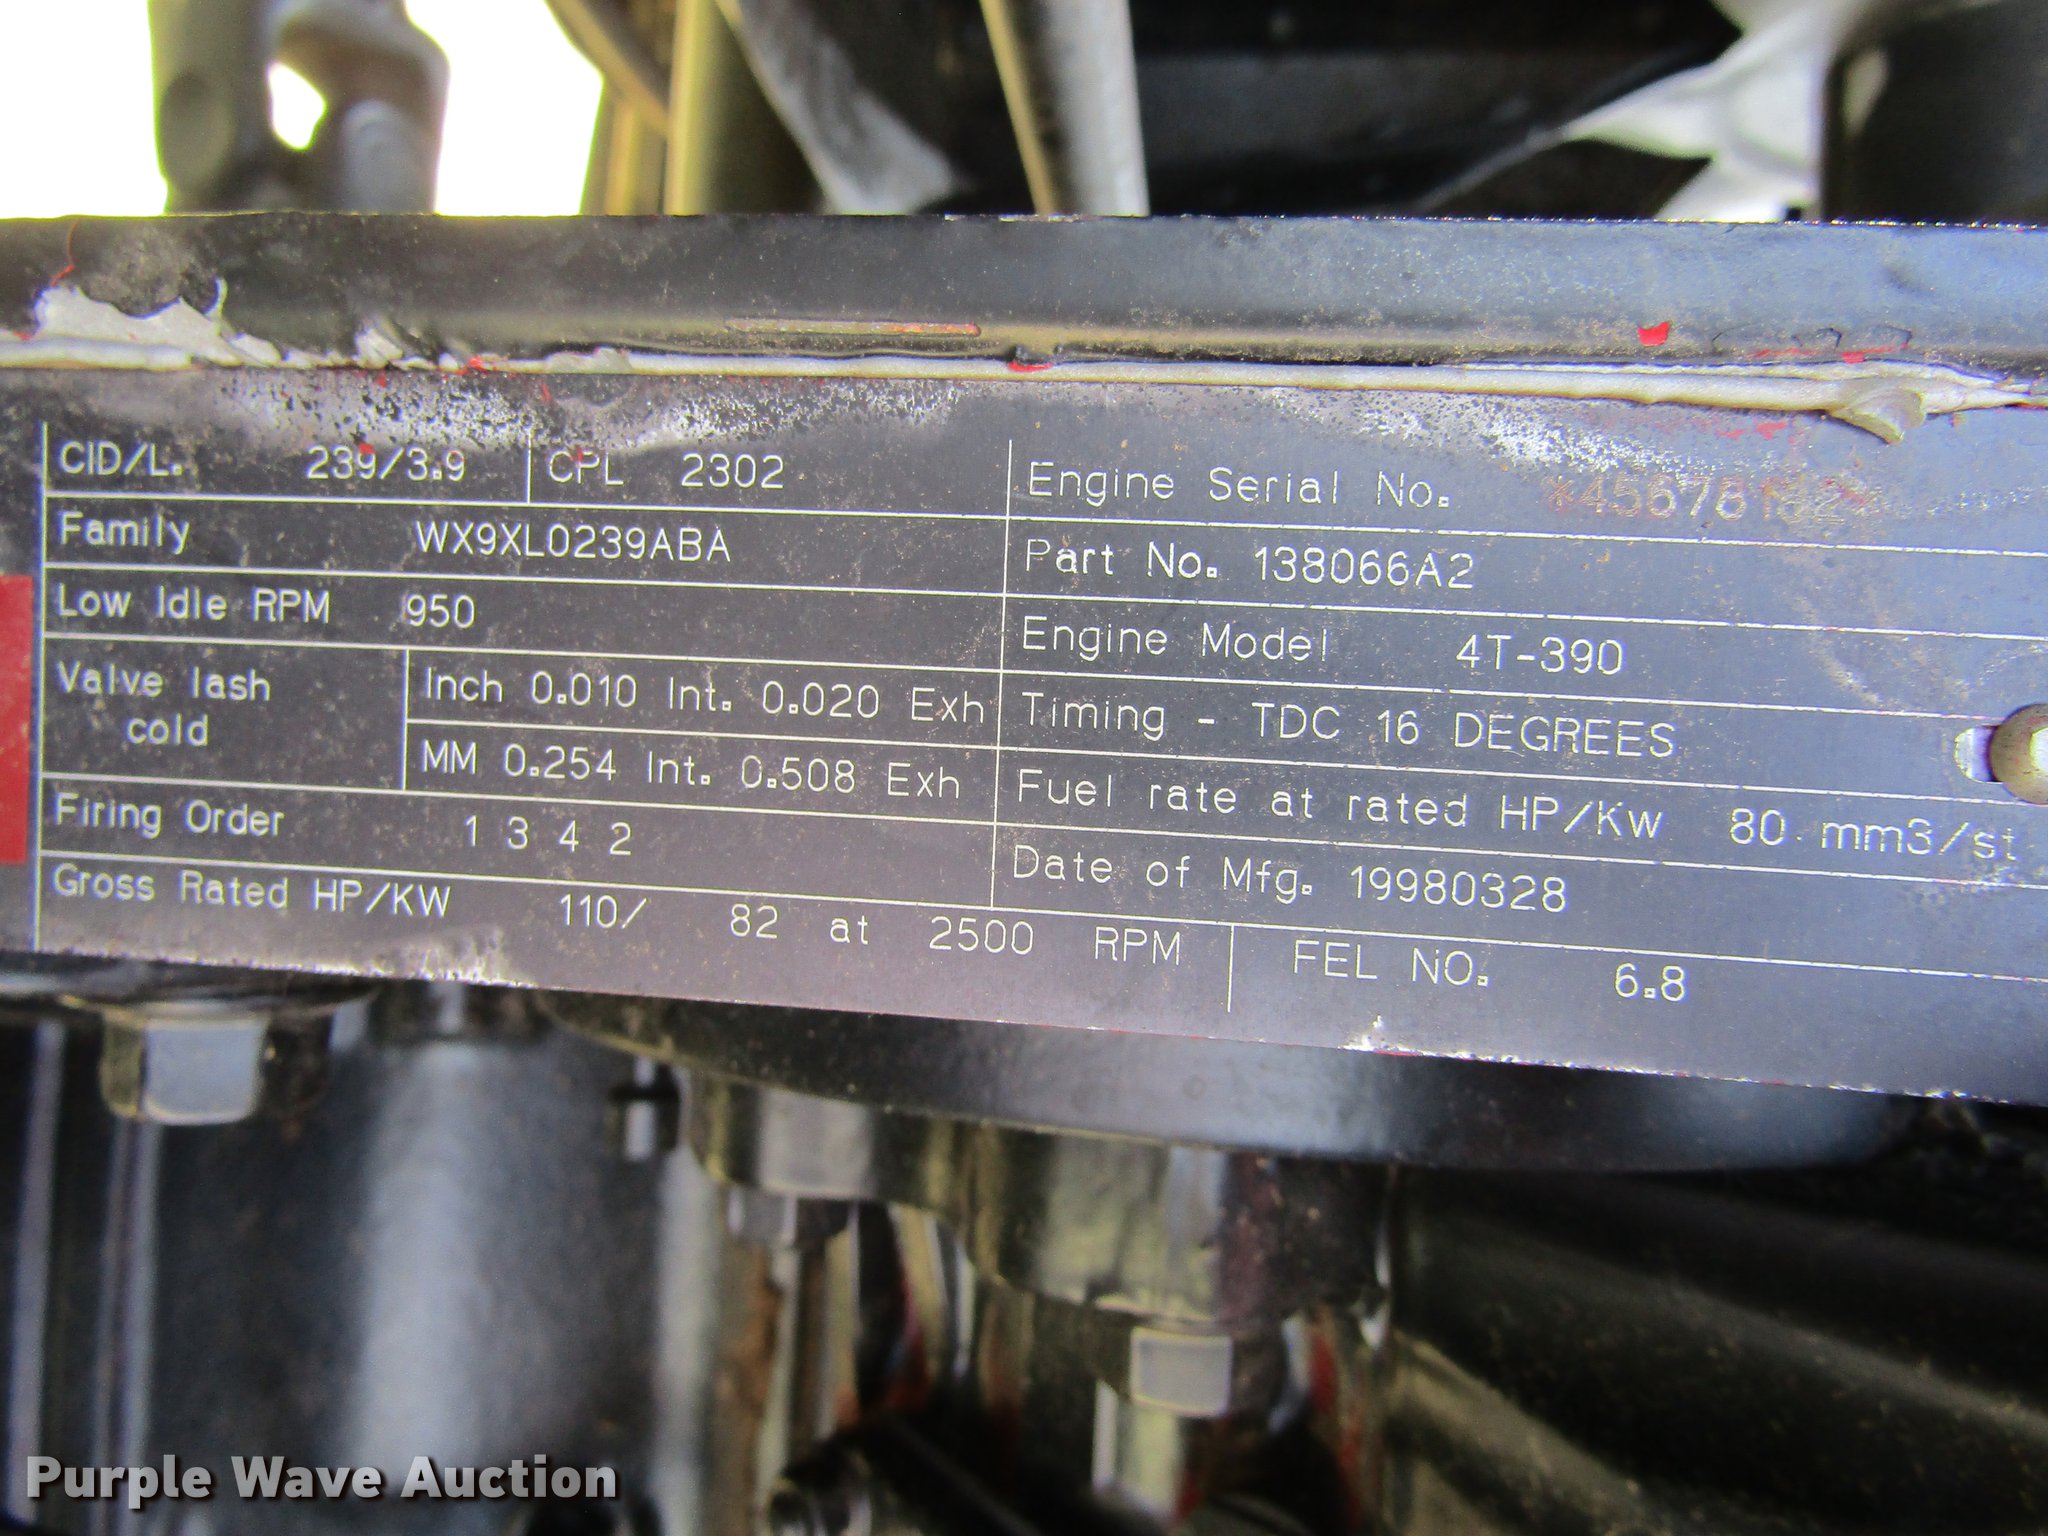 CID/L. 239/3.9 CPL 2302
Family WX9XL0239ABA
Low Idle RPM 950
Valve lash cold Inch 0.010 Int. 0.020 Exh
MM 0.254 Int. 0.508 Exh
Firing Order 1 3 4 2
Gross Rated HP/KW 110/ 82 at 2500 RPM FEL NO. 6.8
Engine Serial No.
Part No. 138066A2
Engine Model 4T-390
Timing - TDC 16 DEGREES
Fuel rate at rated HP/Kw 80 mm3/st
Date of Mfg. 19980328
Purple Wave Auction